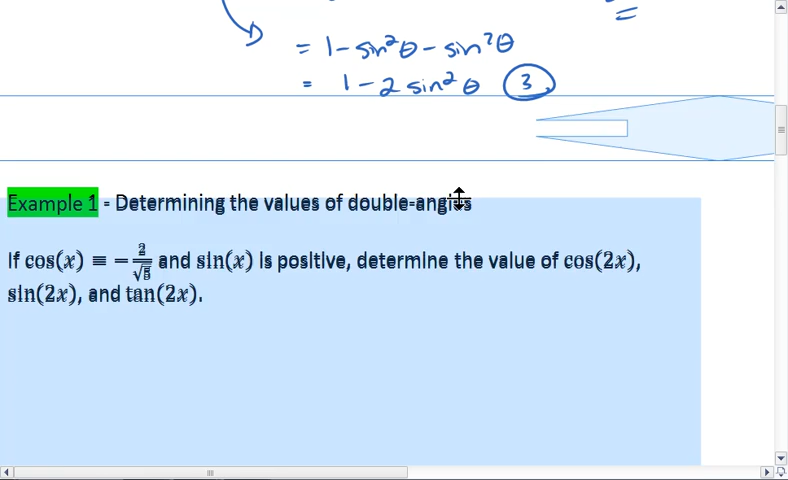 = 1 - sin²θ - sin²θ
= 1 - 2 sin²θ ③
Example 1 - Determining the values of double-angles
If cos(x) = -2/√5 and sin(x) is positive, determine the value of cos(2x),
sin(2x), and tan(2x).